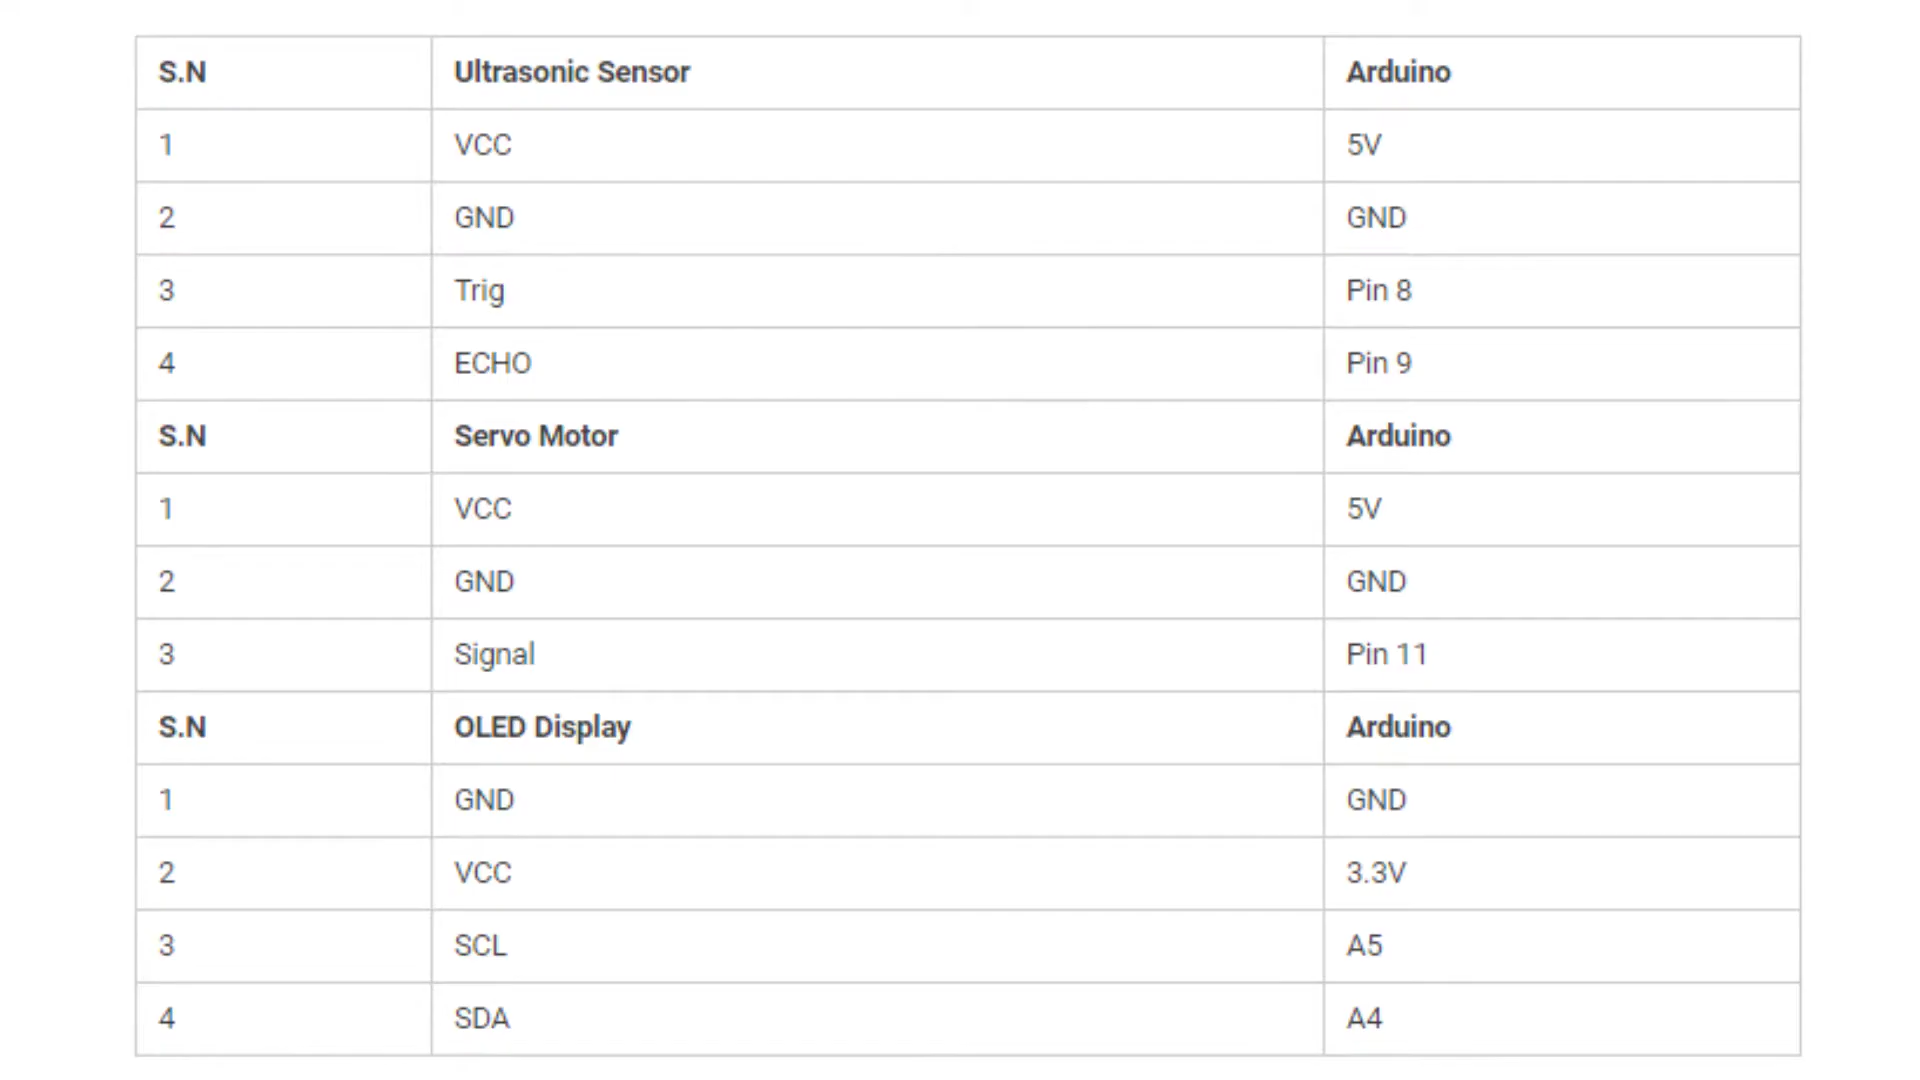 S.N Ultrasonic Sensor Arduino
1 VCC 5V
2 GND GND
3 Trig Pin 8
4 ECHO Pin 9
S.N Servo Motor Arduino
1 VCC 5V
2 GND GND
3 Signal Pin 11
S.N OLED Display Arduino
1 GND GND
2 VCC 3.3V
3 SCL A5
4 SDA A4